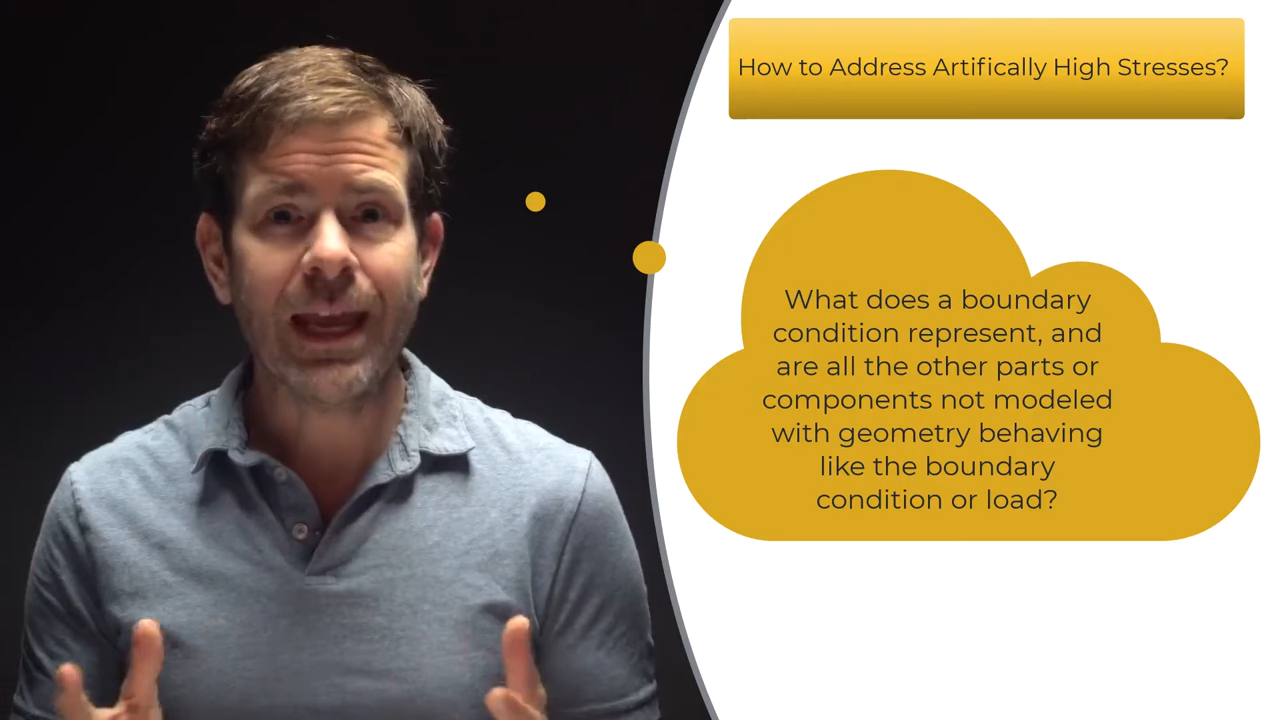 How to Address Artifically High Stresses?
What does a boundary
condition represent, and
are all the other parts or
components not modeled
with geometry behaving
like the boundary
condition or load?